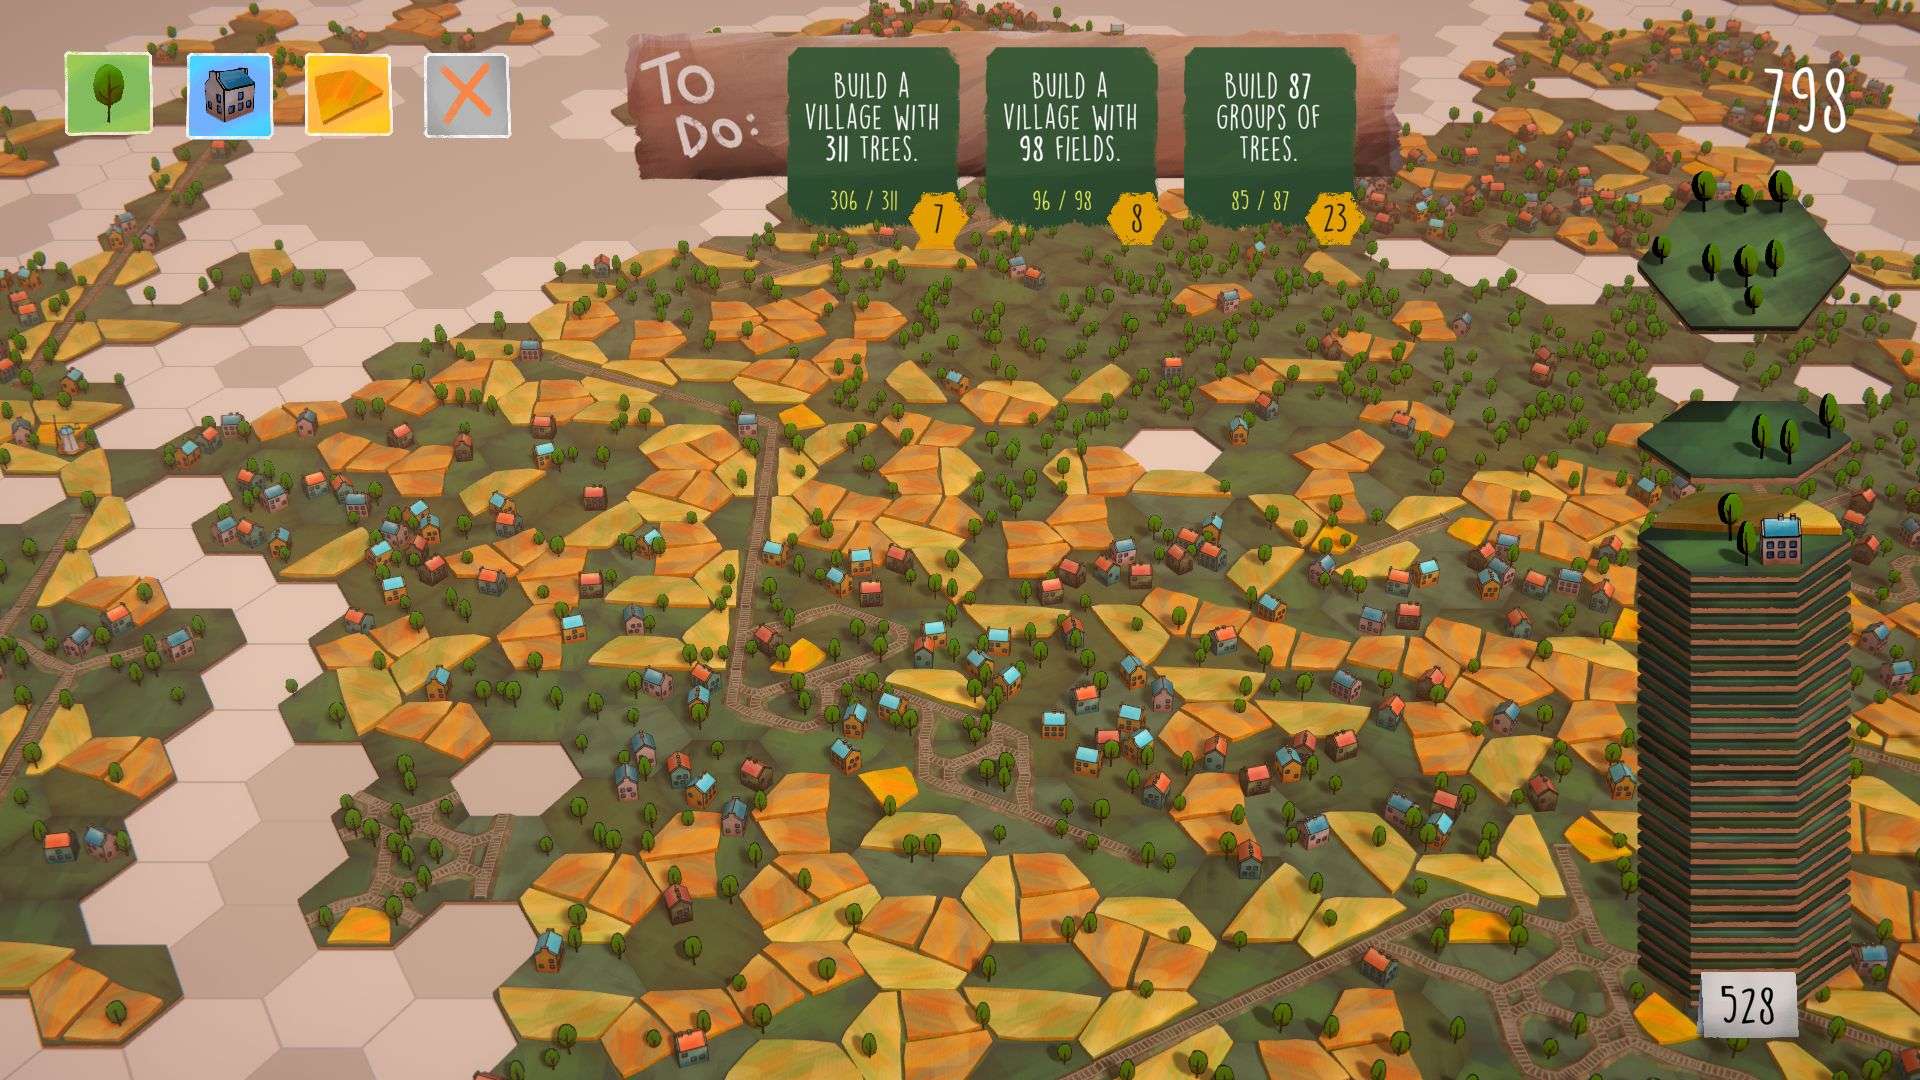 TO
DO:
BUILD A
VILLAGE WITH
311 TREES.
306 / 311
7
BUILD A
VILLAGE WITH
98 FIELDS.
96 / 98
8
BUILD 87
GROUPS OF
TREES.
85 / 87
23
798
528